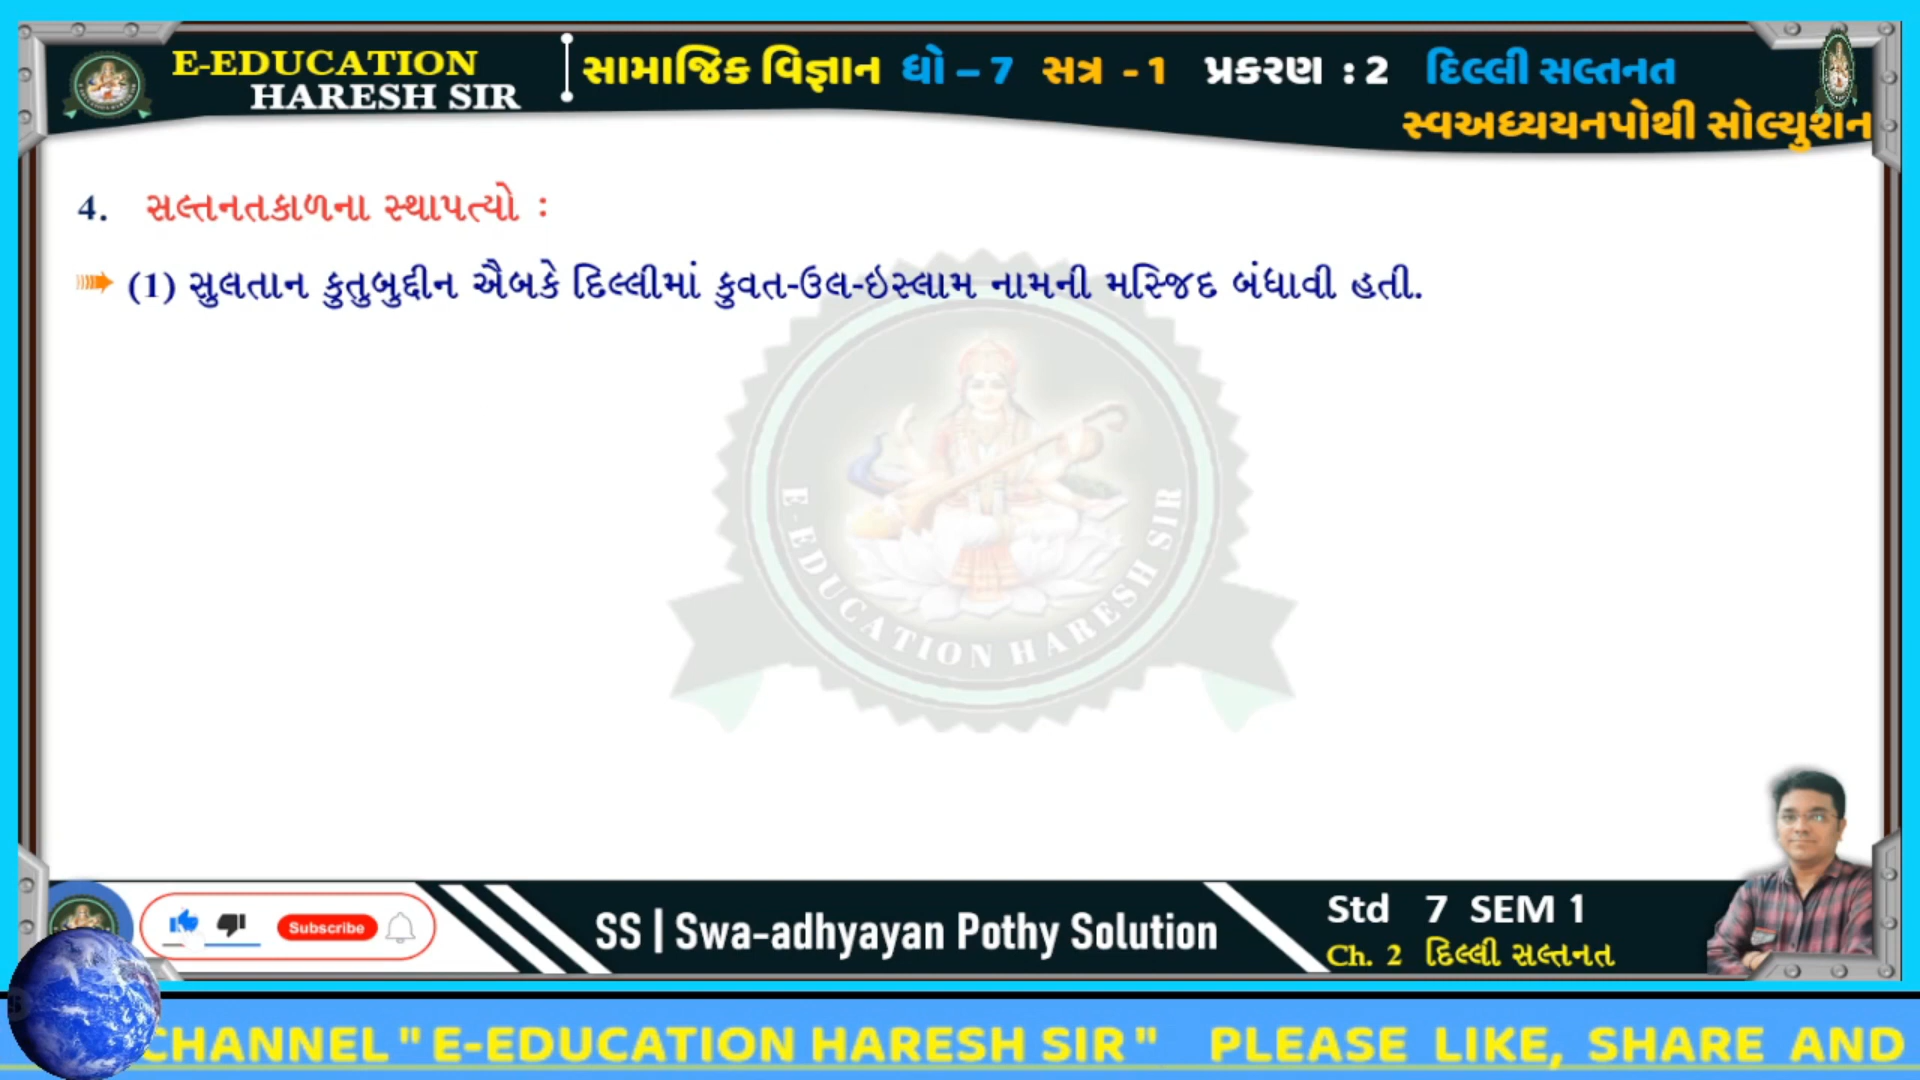 E-EDUCATION
HARESH SIR
સામાજિક વિજ્ઞાન ધો – 7 સત્ર - 1 પ્રકરણ : 2 દિલ્લી સલ્તનત
સ્વઅધ્યયનપોથી સોલ્યુશન
4. સલ્તનતકાળના સ્થાપત્યો :
(1) સુલતાન કુતુબુદ્દીન ઐબકે દિલ્લીમાં કુવત-ઉલ-ઇસ્લામ નામની મસ્જિદ બંધાવી હતી.
E-EDUCATION HARESH SIR
Subscribe
SS | Swa-adhyayan Pothy Solution
Std 7 SEM 1
Ch. 2 દિલ્લી સલ્તનત
CHANNEL " E-EDUCATION HARESH SIR " PLEASE LIKE, SHARE AND